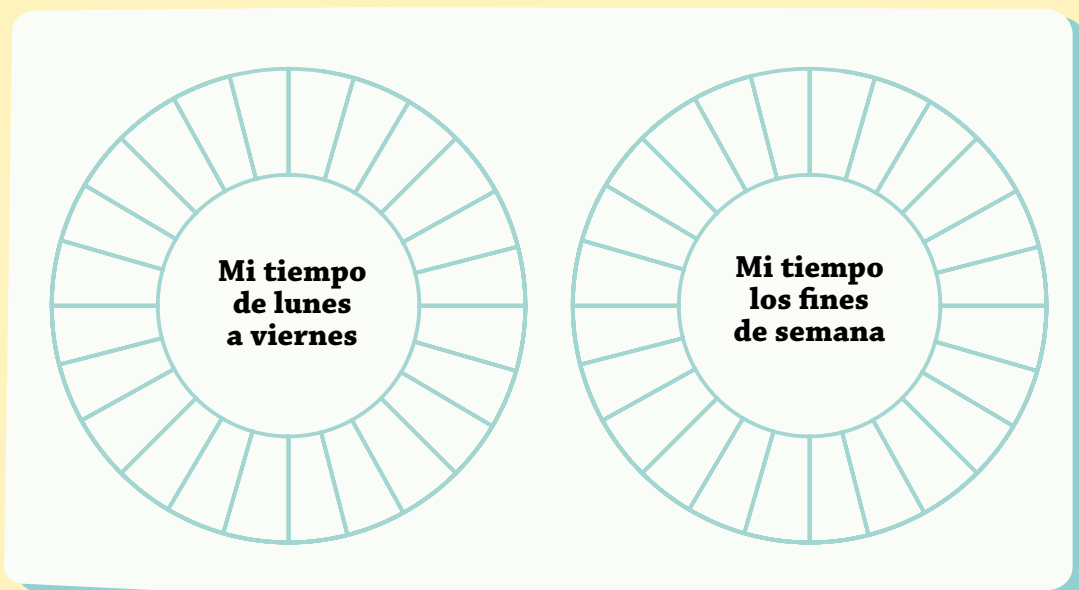 Mi tiempo
de lunes
a viernes
Mi tiempo
los fines
de semana